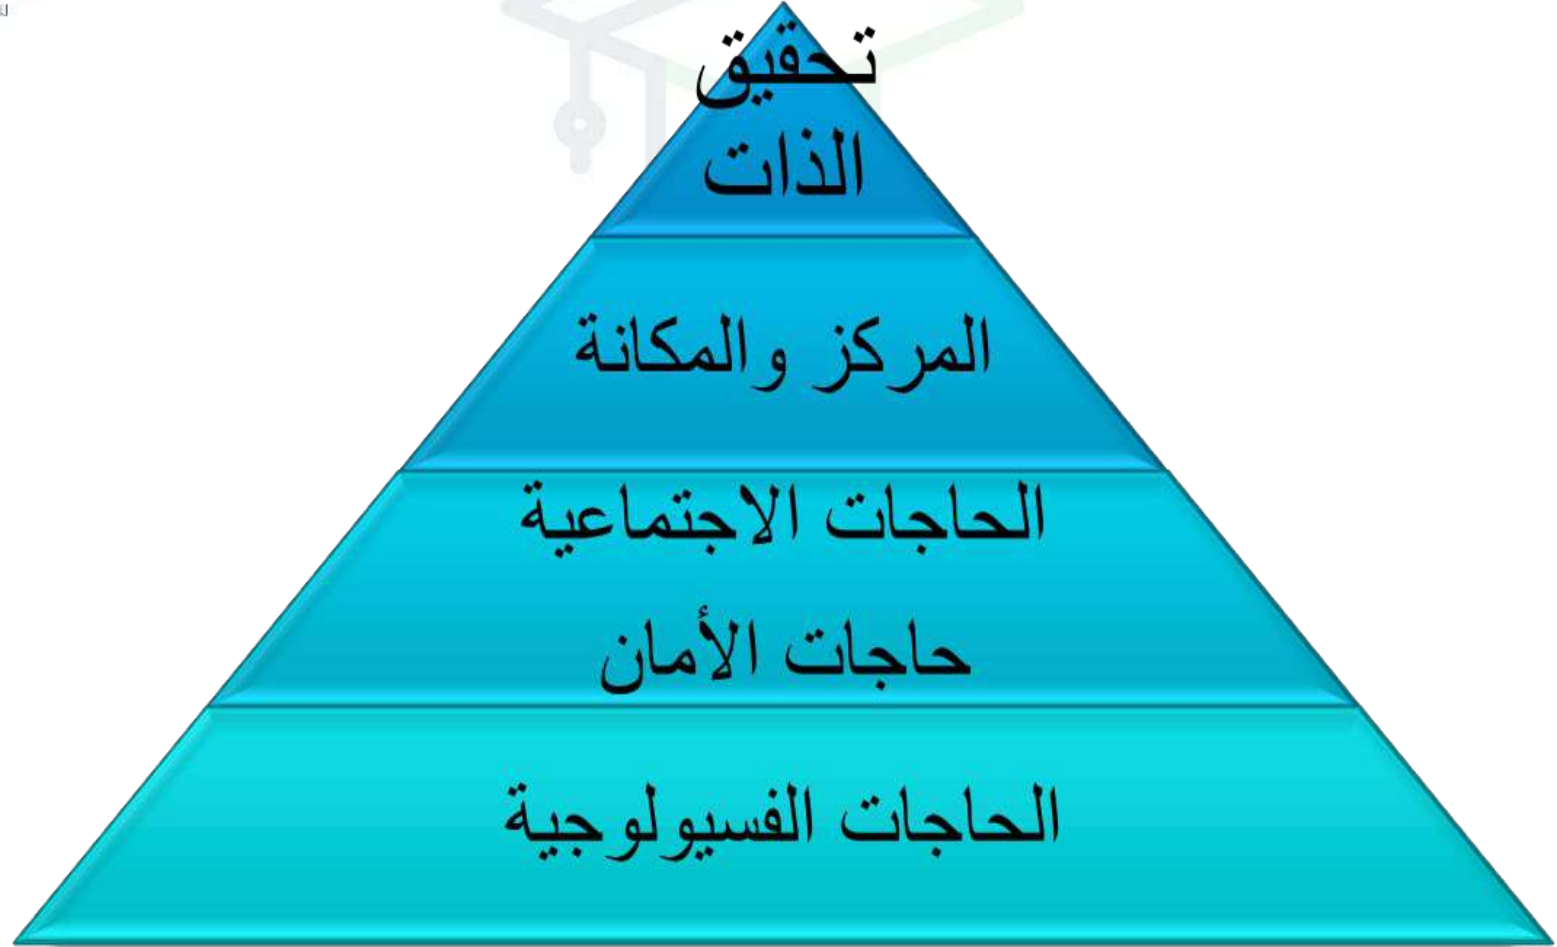 تحقيق
الذات
المركز والمكانة
الحاجات الاجتماعية
حاجات الأمان
الحاجات الفسيولوجية